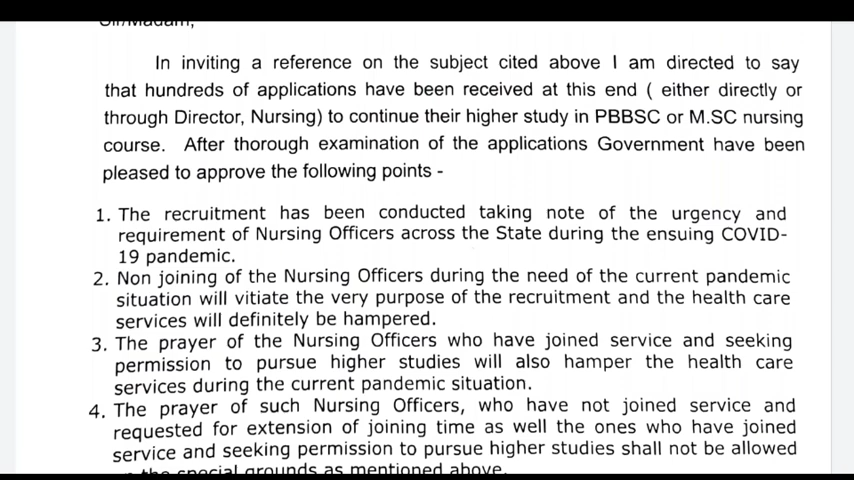 Sir/Madam,
In inviting a reference on the subject cited above I am directed to say
that hundreds of applications have been received at this end ( either directly or
through Director, Nursing) to continue their higher study in PBBSC or M.SC nursing
course. After thorough examination of the applications Government have been
pleased to approve the following points -
1. The recruitment has been conducted taking note of the urgency and
requirement of Nursing Officers across the State during the ensuing COVID-
19 pandemic.
2. Non joining of the Nursing Officers during the need of the current pandemic
situation will vitiate the very purpose of the recruitment and the health care
services will definitely be hampered.
3. The prayer of the Nursing Officers who have joined service and seeking
permission to pursue higher studies will also hamper the health care
services during the current pandemic situation.
4. The prayer of such Nursing Officers, who have not joined service and
requested for extension of joining time as well the ones who have joined
service and seeking permission to pursue higher studies shall not be allowed
the special grounds as mentioned above.